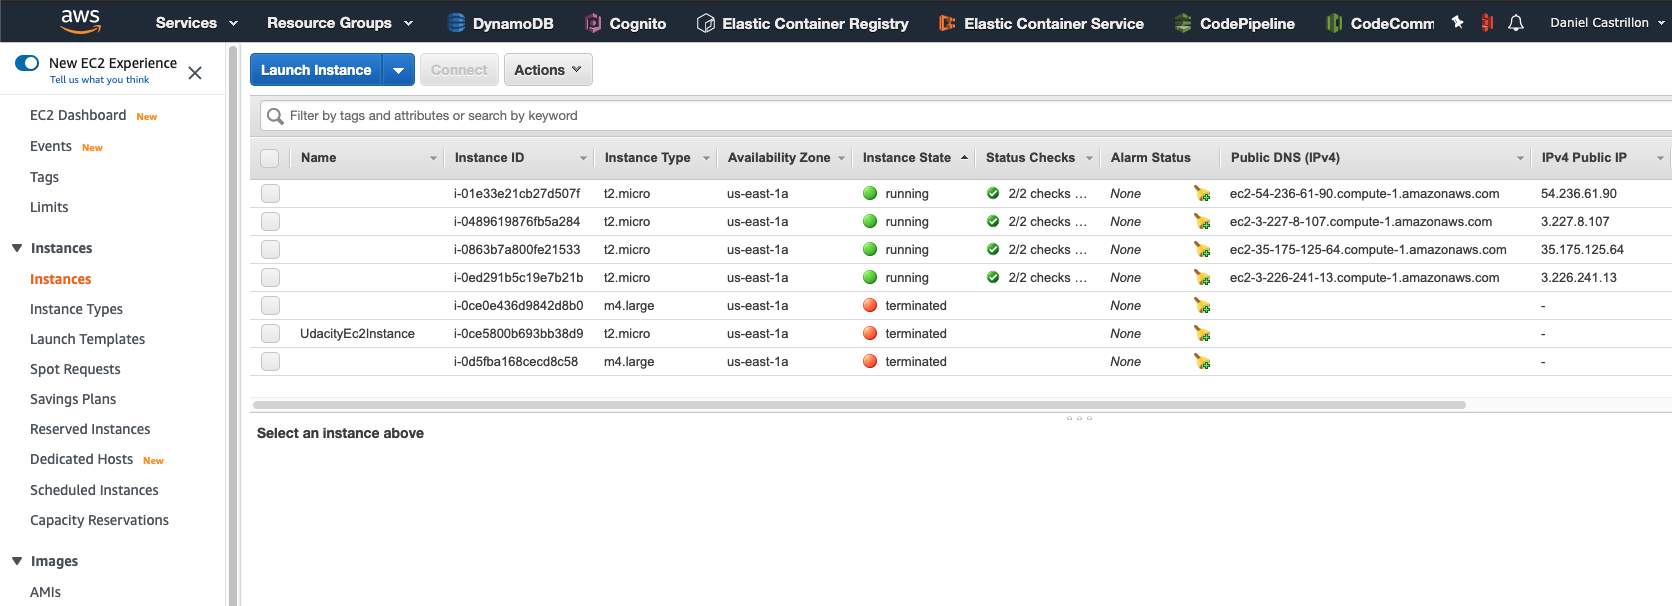 aws Services Resource Groups DynamoDB Cognito Elastic Container Registry Elastic Container Service CodePipeline CodeComm Daniel Castrillon
New EC2 Experience
Tell us what you think
EC2 Dashboard New
Events New
Tags
Limits
Instances
Instances
Instance Types
Launch Templates
Spot Requests
Savings Plans
Reserved Instances
Dedicated Hosts New
Scheduled Instances
Capacity Reservations
Images
AMIs
Launch Instance Connect Actions
Filter by tags and attributes or search by keyword
Name Instance ID Instance Type Availability Zone Instance State Status Checks Alarm Status Public DNS (IPv4) IPv4 Public IP
i-01e33e21cb27d507f t2.micro us-east-1a running 2/2 checks ... None ec2-54-236-61-90.compute-1.amazonaws.com 54.236.61.90
i-0489619876fb5a284 t2.micro us-east-1a running 2/2 checks ... None ec2-3-227-8-107.compute-1.amazonaws.com 3.227.8.107
i-0863b7a800fe21533 t2.micro us-east-1a running 2/2 checks ... None ec2-35-175-125-64.compute-1.amazonaws.com 35.175.125.64
i-0ed291b5c19e7b21b t2.micro us-east-1a running 2/2 checks ... None ec2-3-226-241-13.compute-1.amazonaws.com 3.226.241.13
i-0ce0e436d9842d8b0 m4.large us-east-1a terminated None -
UdacityEc2Instance i-0ce5800b693bb38d9 t2.micro us-east-1a terminated None -
i-0d5fba168cecd8c58 m4.large us-east-1a terminated None -
Select an instance above